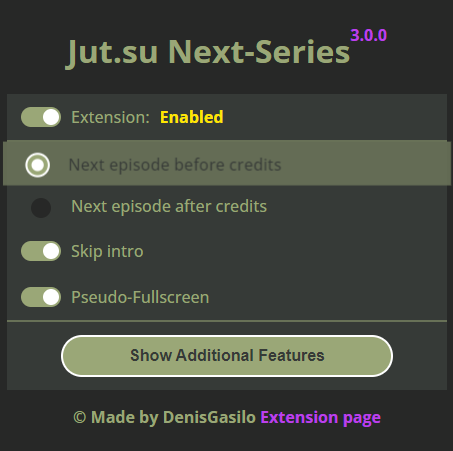 Jut.su Next-Series 3.0.0
Extension: Enabled
Next episode before credits
Next episode after credits
Skip intro
Pseudo-Fullscreen
Show Additional Features
© Made by DenisGasilo Extension page